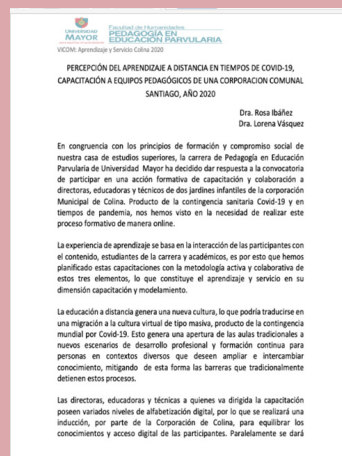 UNIVERSIDAD
MAYOR
Facultad de Humanidades
PEDAGOGÍA EN
EDUCACIÓN PARVULARIA
VICOM: Aprendizaje y Servicio Colina 2020
PERCEPCIÓN DEL APRENDIZAJE A DISTANCIA EN TIEMPOS DE COVID-19,
CAPACITACIÓN A EQUIPOS PEDAGÓGICOS DE UNA CORPORACION COMUNAL
SANTIAGO, AÑO 2020
Dra. Rosa Ibáñez
Dra. Lorena Vásquez
En congruencia con los principios de formación y compromiso social de
nuestra casa de estudios superiores, la carrera de Pedagogía en Educación
Parvularia de Universidad Mayor ha decidido dar respuesta a la convocatoria
de participar en una acción formativa de capacitación y colaboración a
directoras, educadoras y técnicos de dos jardines infantiles de la corporación
Municipal de Colina. Producto de la contingencia sanitaria Covid-19 y en
tiempos de pandemia, nos hemos visto en la necesidad de realizar este
proceso formativo de manera online.
La experiencia de aprendizaje se basa en la interacción de las participantes con
el contenido, estudiantes de la carrera y académicos, es por esto que hemos
planificado estas capacitaciones con la metodología activa y colaborativa de
estos tres elementos, lo que constituye el aprendizaje y servicio en su
dimensión capacitación y modelamiento.
La educación a distancia genera una nueva cultura, lo que podría traducirse en
una migración a la cultura virtual de tipo masiva, producto de la contingencia
mundial por Covid-19. Esto genera una apertura de las aulas tradicionales a
nuevos escenarios de desarrollo profesional y formación continua para
personas en contextos diversos que deseen ampliar e intercambiar
conocimiento, mitigando de esta forma las barreras que tradicionalmente
detienen estos procesos.
Las directoras, educadoras y técnicas a quienes va dirigida la capacitación
poseen variados niveles de alfabetización digital, por lo que se realizará una
inducción, por parte de la Corporación de Colina, para equilibrar los
conocimientos y acceso digital de las participantes. Paralelamente se dará